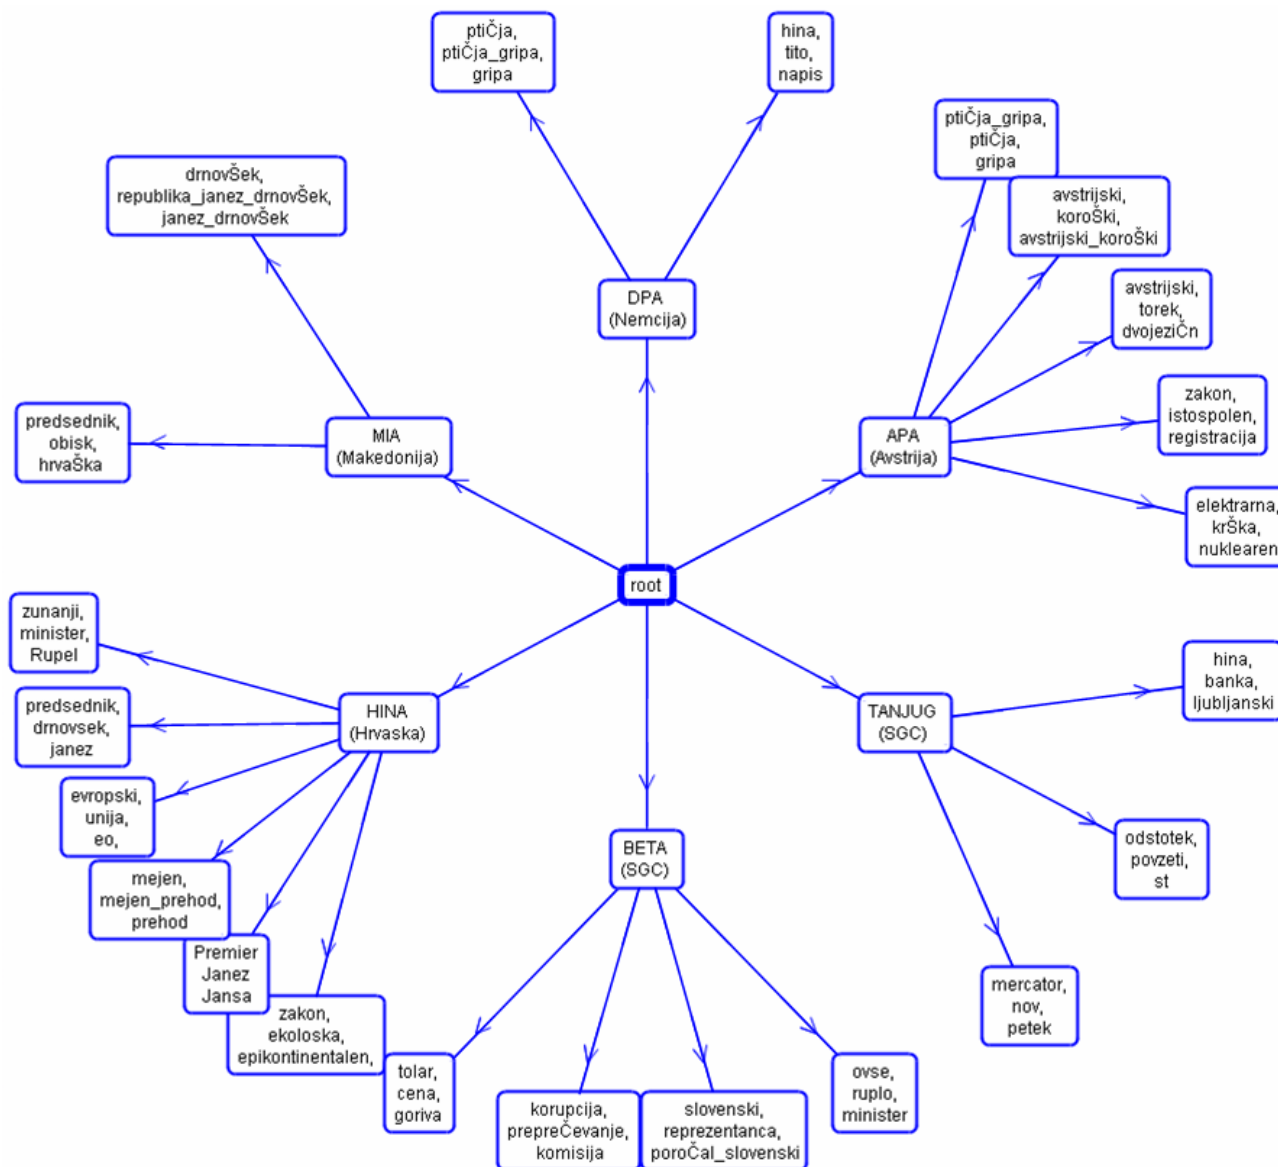 ptiČja,
ptiČja_gripa,
gripa
hina,
tito,
napis
ptiČja_gripa,
ptiČja,
gripa
drnovŠek,
republika_janez_drnovŠek,
janez_drnovŠek
avstrijski,
koroŠki,
avstrijski_koroŠki
DPA
(Nemcija)
avstrijski,
torek,
dvojeziČn
predsednik,
obisk,
hrvaŠka
MIA
(Makedonija)
APA
(Avstrija)
zakon,
istospolen,
registracija
elektrarna,
krŠka,
nuklearen
root
zunanji,
minister,
Rupel
hina,
banka,
ljubljanski
predsednik,
drnovsek,
janez
HINA
(Hrvaska)
TANJUG
(SGC)
evropski,
unija,
eo,
BETA
(SGC)
odstotek,
povzeti,
st
mejen,
mejen_prehod,
prehod
Premier
Janez
Jansa
mercator,
nov,
petek
zakon,
ekoloska,
epikontinentalen,
tolar,
cena,
goriva
korupcija,
prepreČevanje,
komisija
slovenski,
reprezentanca,
poroČal_slovenski
ovse,
ruplo,
minister